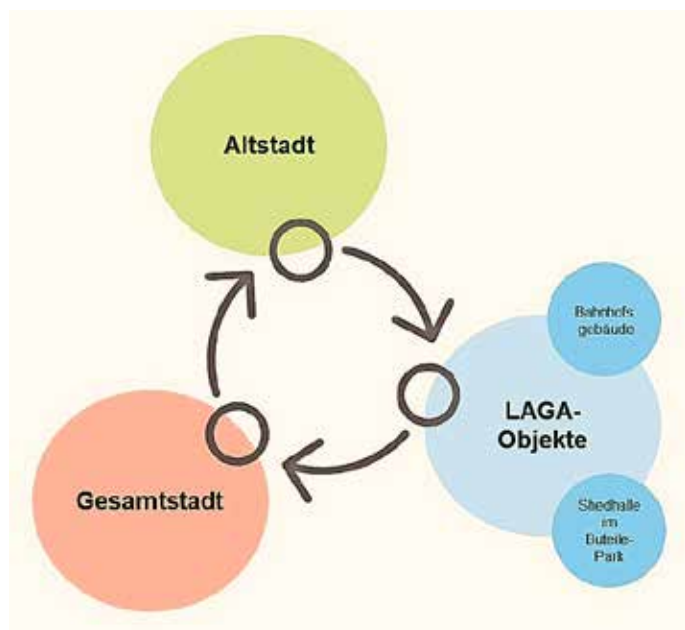 Altstadt
Bahnhofs
gebäude
LAGA-
Objekte
Gesamtstadt
Shedhalle
im
Park